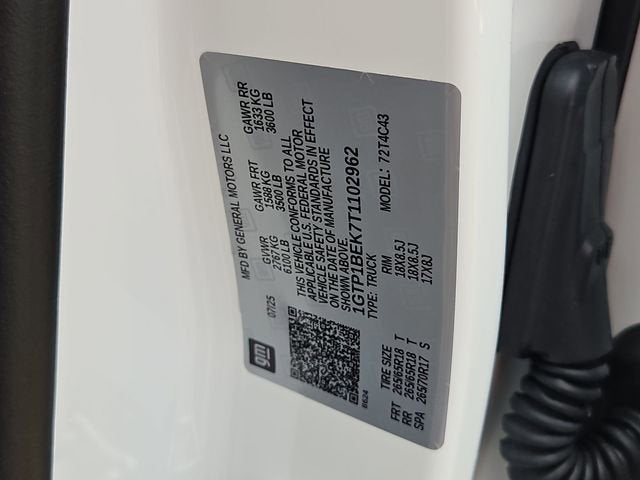 gm
MFD BY GENERAL MOTORS LLC
07/25
GVWR GAWR FRT GAWR RR
2767 KG 1588 KG 1633 KG
6100 LB 3500 LB 3600 LB
THIS VEHICLE CONFORMS TO ALL
APPLICABLE U.S. FEDERAL MOTOR
VEHICLE SAFETY STANDARDS IN EFFECT
ON THE DATE OF MANUFACTURE
SHOWN ABOVE.
1GTP1BEK7T1102962
TYPE: TRUCK MODEL: 72T4C43
6624
TIRE SIZE RIM
FRT 265/65R18 T 18X8.5J
RR 265/65R18 T 18X8.5J
SPA 265/70R17 S 17X8J